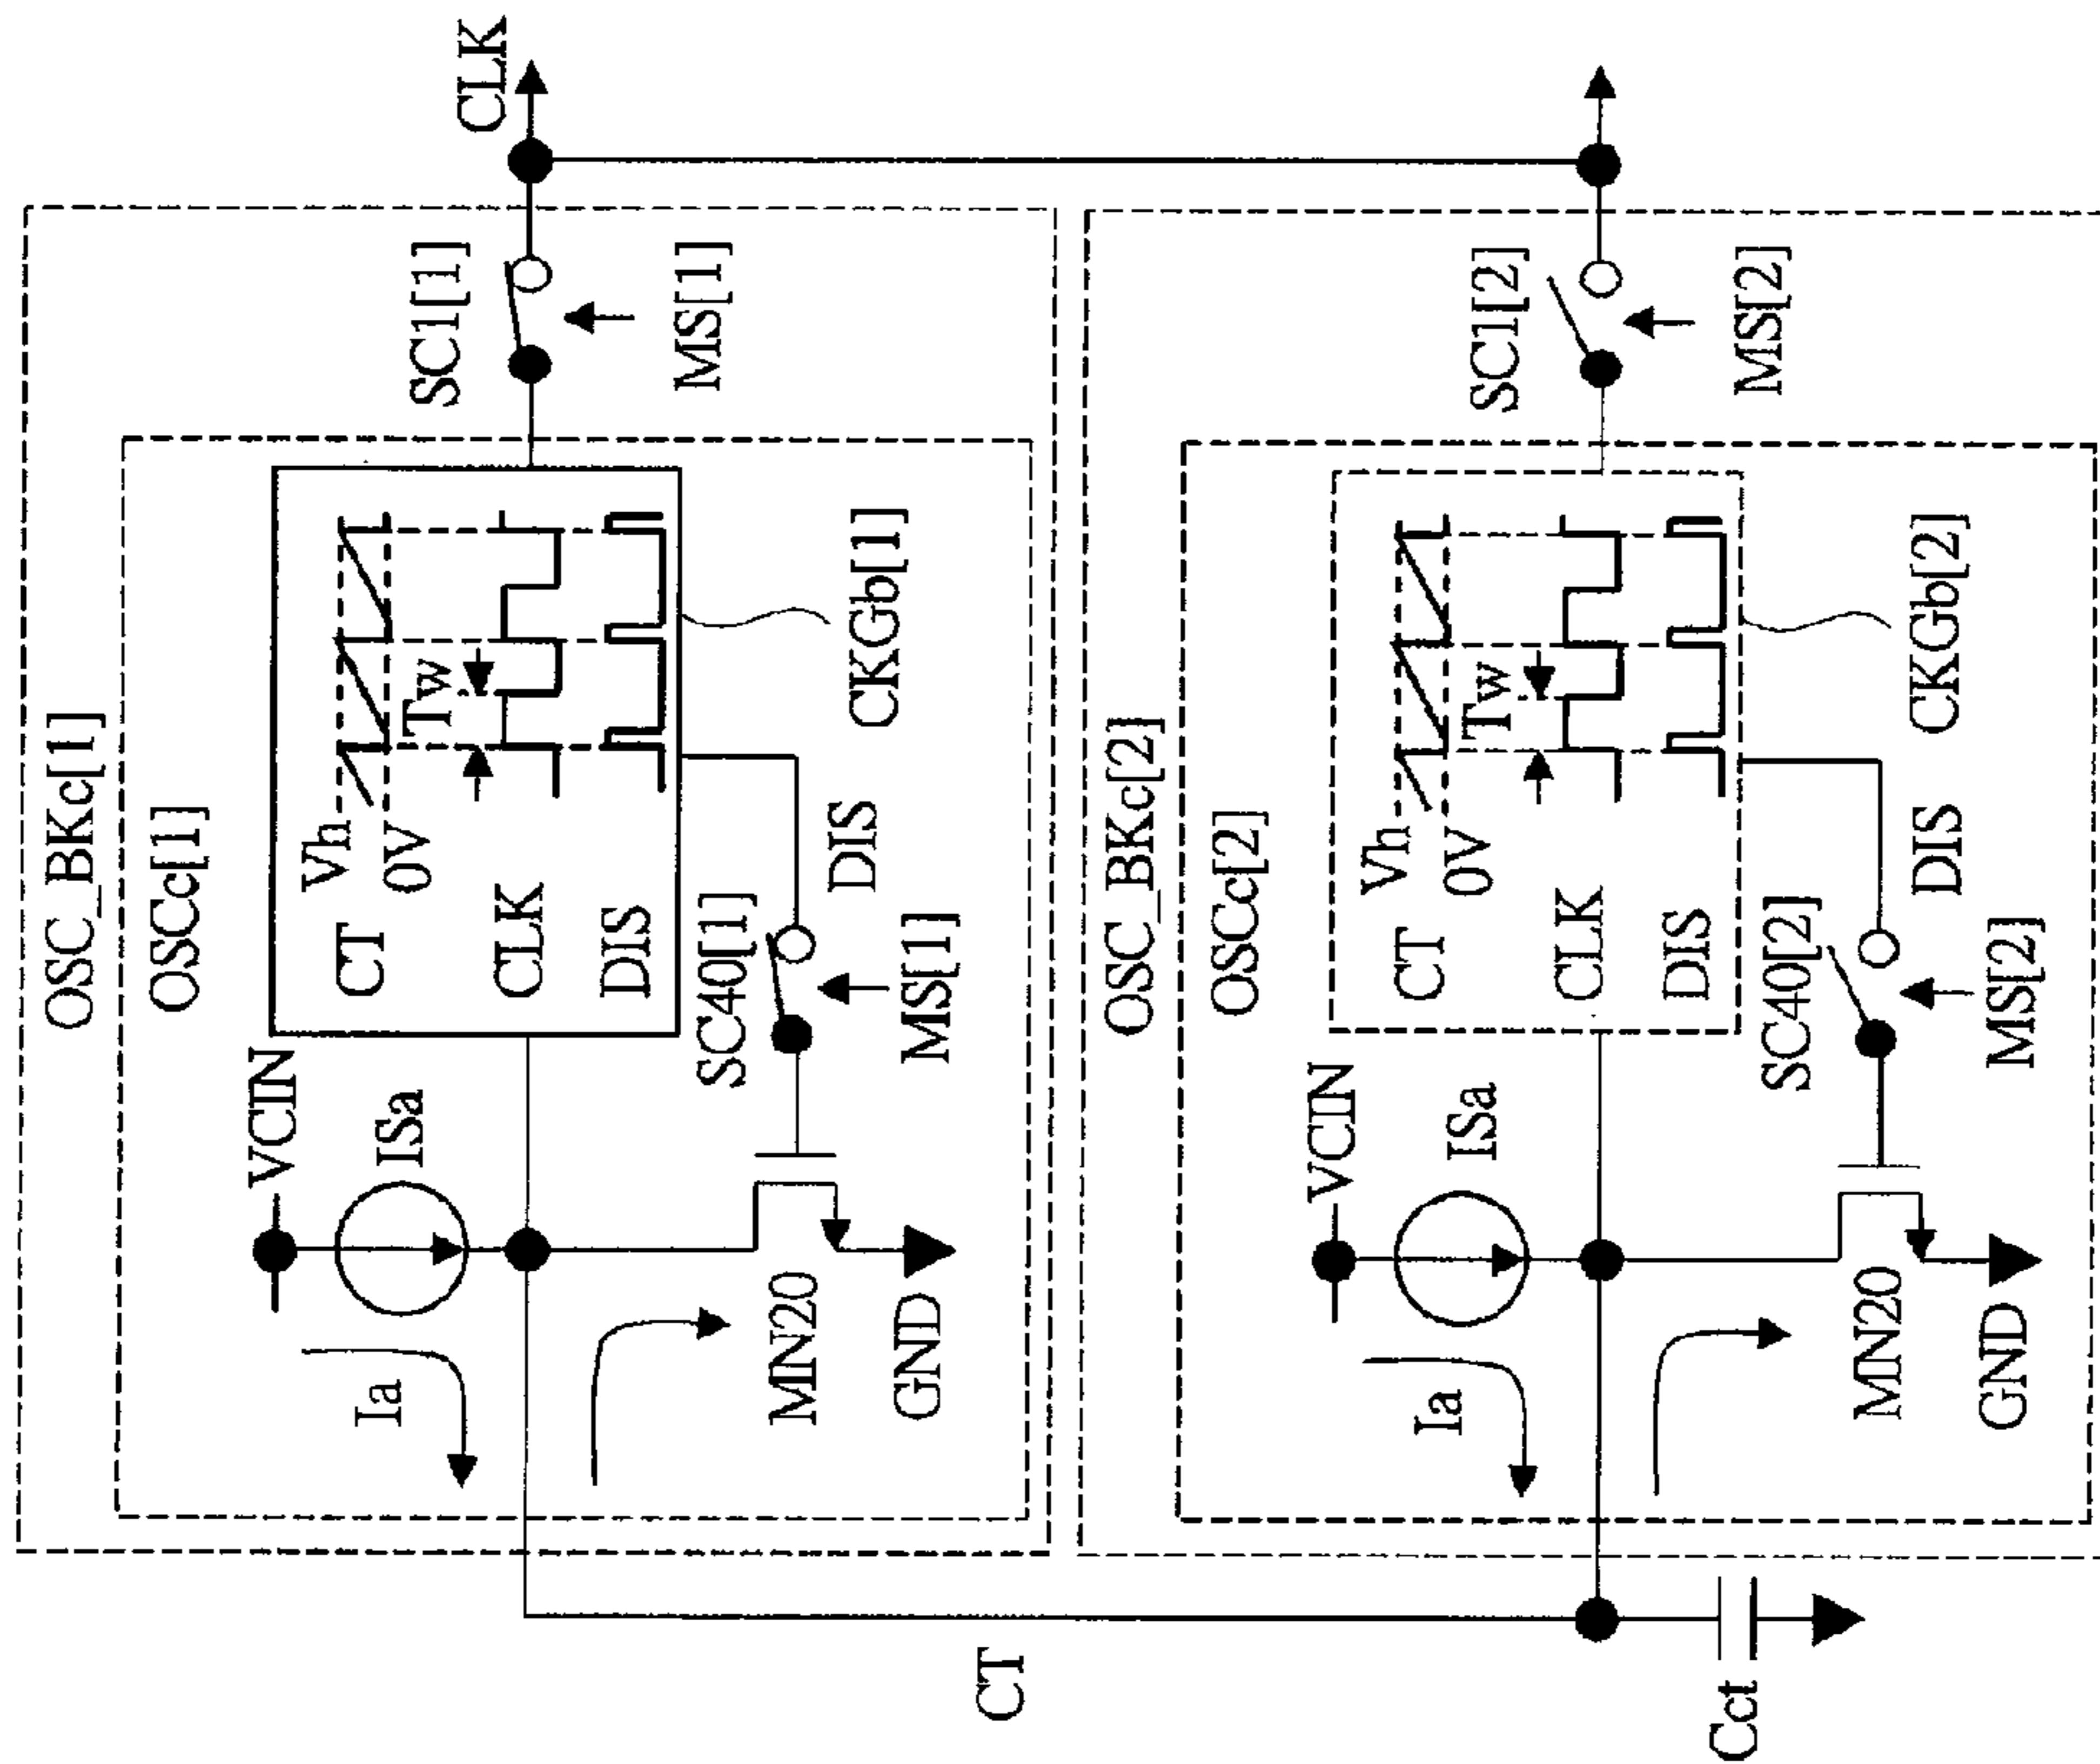 OSC_BKc[1]
OSCc[1]
VCIN
ISa
Ia
Vh
CT
0V
Tw
CLK
DIS
SC1[1]
MS[1]
CLK
CKGb[1]
SC40[1]
DIS
MS[1]
MN20
GND
CT
OSC_BKc[2]
OSCc[2]
VCIN
ISa
Ia
Vh
CT
0V
Tw
CLK
DIS
SC1[2]
MS[2]
CKGb[2]
SC40[2]
DIS
MS[2]
MN20
GND
Cct